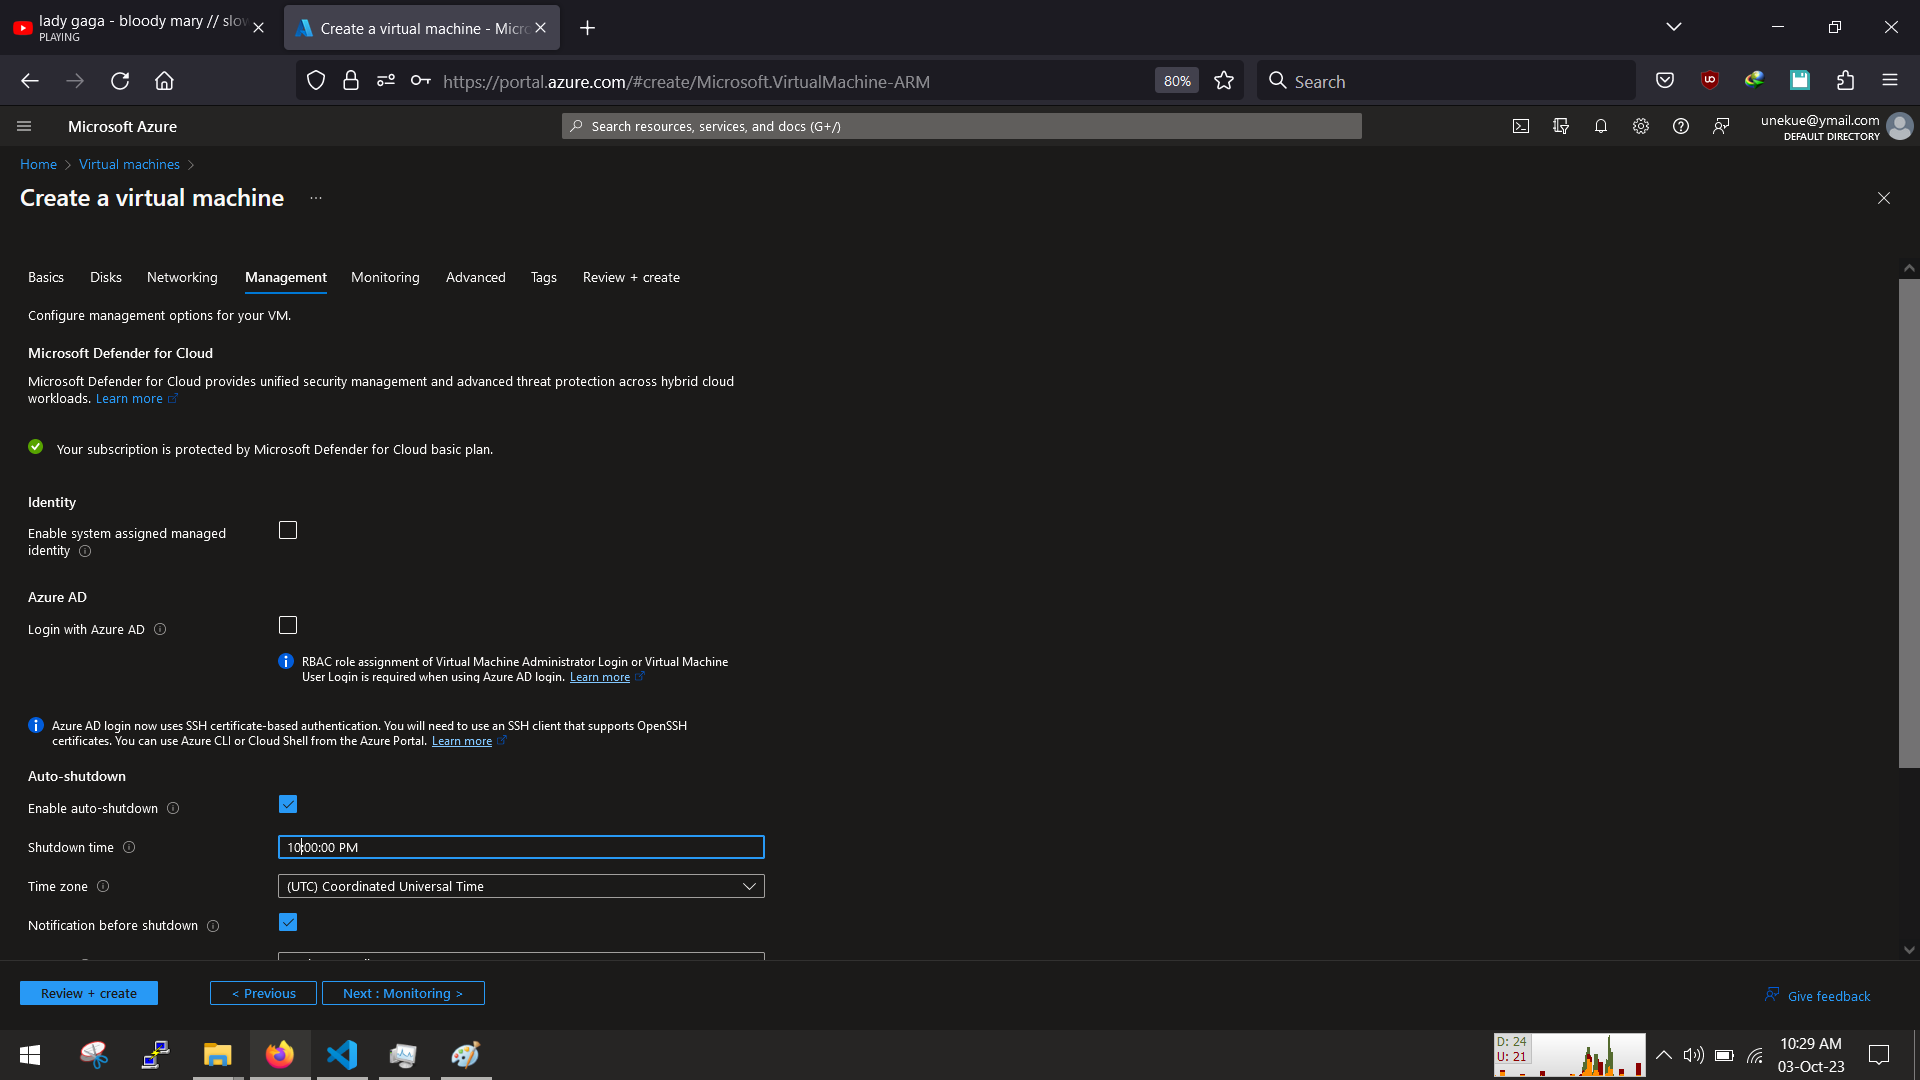 lady gaga - bloody mary // slow
PLAYING
Create a virtual machine - Micro
https://portal.azure.com/#create/Microsoft.VirtualMachine-ARM
80%
Search
Microsoft Azure
Search resources, services, and docs (G+/)
unekue@ymail.com
DEFAULT DIRECTORY
Home > Virtual machines >
Create a virtual machine ...
Basics Disks Networking Management Monitoring Advanced Tags Review + create
Configure management options for your VM.
Microsoft Defender for Cloud
Microsoft Defender for Cloud provides unified security management and advanced threat protection across hybrid cloud
workloads. Learn more
Your subscription is protected by Microsoft Defender for Cloud basic plan.
Identity
Enable system assigned managed
identity
Azure AD
Login with Azure AD
RBAC role assignment of Virtual Machine Administrator Login or Virtual Machine
User Login is required when using Azure AD login. Learn more
Azure AD login now uses SSH certificate-based authentication. You will need to use an SSH client that supports OpenSSH
certificates. You can use Azure CLI or Cloud Shell from the Azure Portal. Learn more
Auto-shutdown
Enable auto-shutdown
Shutdown time
10:00:00 PM
Time zone
(UTC) Coordinated Universal Time
Notification before shutdown
Review + create
< Previous
Next : Monitoring >
Give feedback
D: 24
U: 21
10:29 AM
03-Oct-23